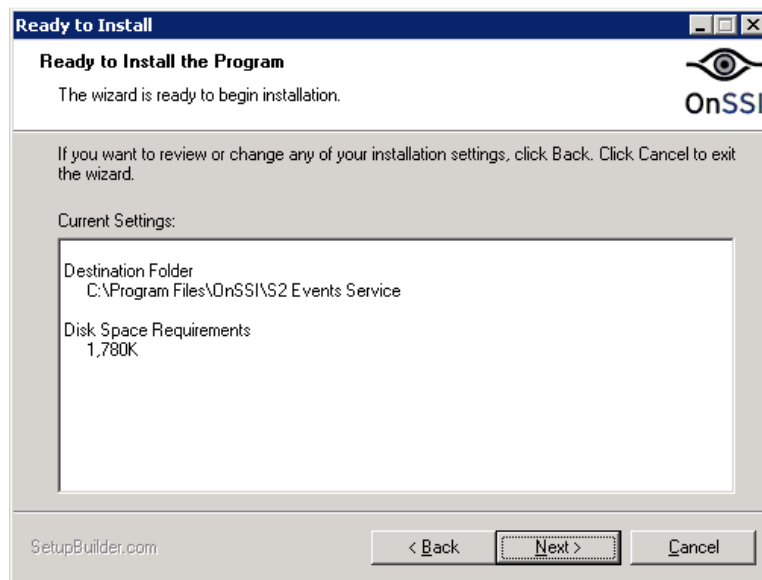 Ready to Install
Ready to Install the Program
The wizard is ready to begin installation.
OnSSI
If you want to review or change any of your installation settings, click Back. Click Cancel to exit
the wizard.
Current Settings:
Destination Folder
C:\Program Files\OnSSI\S2 Events Service
Disk Space Requirements
1,780K
SetupBuilder.com
< Back
Next >
Cancel